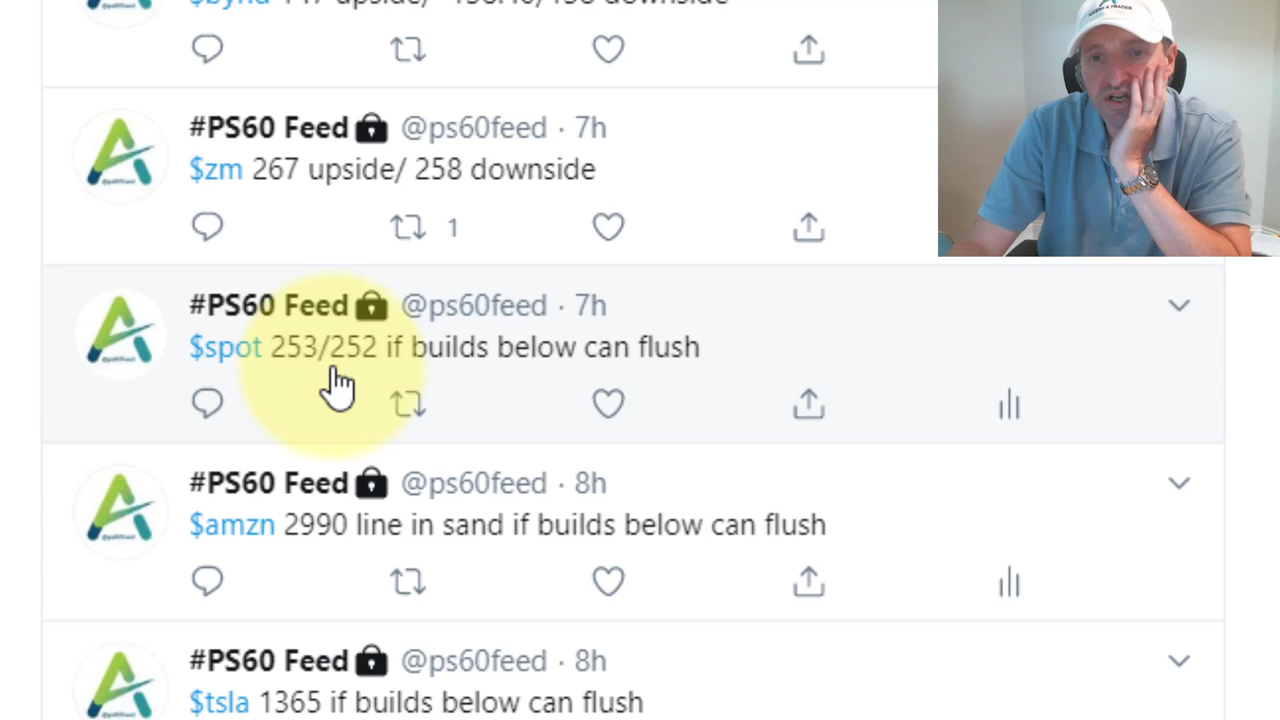 #PS60 Feed @ps60feed · 7h
$zm 267 upside/ 258 downside
1
#PS60 Feed @ps60feed · 7h
$spot 253/252 if builds below can flush
#PS60 Feed @ps60feed · 8h
$amzn 2990 line in sand if builds below can flush
#PS60 Feed @ps60feed · 8h
$tsla 1365 if builds below can flush